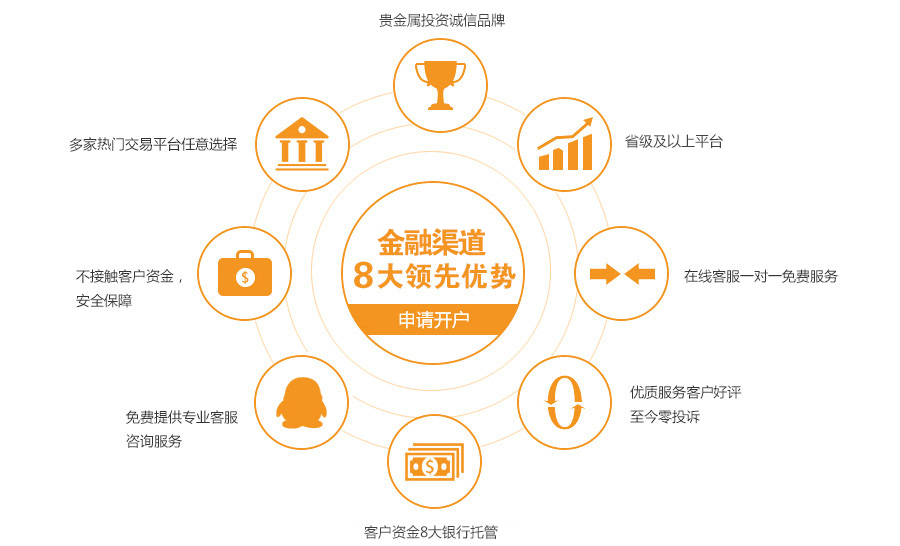 贵金属投资诚信品牌
多家热门交易平台任意选择
省级及以上平台
金融渠道
8大领先优势
申请开户
不接触客户资金，
安全保障
在线客服一对一免费服务
优质服务客户好评
至今零投诉
免费提供专业客服
咨询服务
客户资金8大银行托管